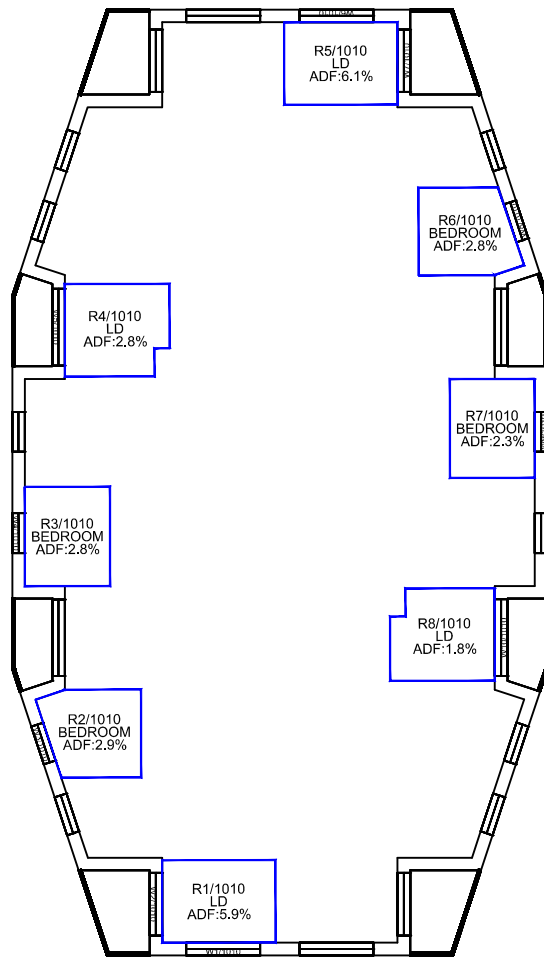 R5/1010
LD
ADF:6.1%
R6/1010
BEDROOM
ADF:2.8%
R4/1010
LD
ADF:2.8%
R7/1010
BEDROOM
ADF:2.3%
R3/1010
BEDROOM
ADF:2.8%
R8/1010
LD
ADF:1.8%
R2/1010
BEDROOM
ADF:2.9%
R1/1010
LD
ADF:5.9%
W1/1010